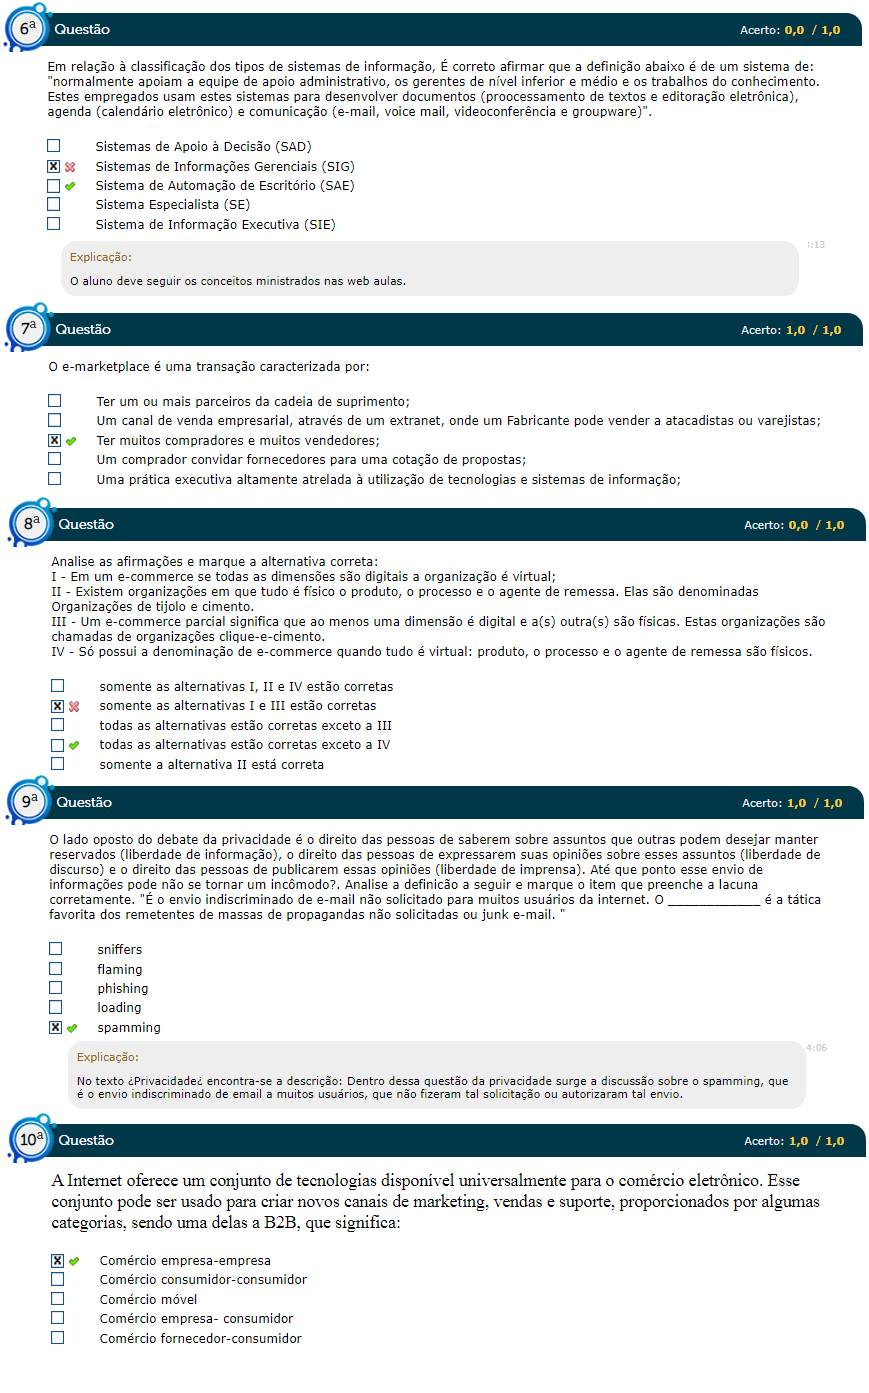 6ª Questão Acerto: 0,0 / 1,0
Em relação à classificação dos tipos de sistemas de informação, É correto afirmar que a definição abaixo é de um sistema de:
"normalmente apoiam a equipe de apoio administrativo, os gerentes de nível inferior e médio e os trabalhos do conhecimento.
Estes empregados usam estes sistemas para desenvolver documentos (proocessamento de textos e editoração eletrônica),
agenda (calendário eletrônico) e comunicação (e-mail, voice mail, videoconferência e groupware)".
Sistemas de Apoio à Decisão (SAD)
Sistemas de Informações Gerenciais (SIG)
Sistema de Automação de Escritório (SAE)
Sistema Especialista (SE)
Sistema de Informação Executiva (SIE)
:13
Explicação:
O aluno deve seguir os conceitos ministrados nas web aulas.
7ª Questão Acerto: 1,0 / 1,0
O e-marketplace é uma transação caracterizada por:
Ter um ou mais parceiros da cadeia de suprimento;
Um canal de venda empresarial, através de um extranet, onde um Fabricante pode vender a atacadistas ou varejistas;
Ter muitos compradores e muitos vendedores;
Um comprador convidar fornecedores para uma cotação de propostas;
Uma prática executiva altamente atrelada à utilização de tecnologias e sistemas de informação;
8ª Questão Acerto: 0,0 / 1,0
Analise as afirmações e marque a alternativa correta:
I - Em um e-commerce se todas as dimensões são digitais a organização é virtual;
II - Existem organizações em que tudo é físico o produto, o processo e o agente de remessa. Elas são denominadas
Organizações de tijolo e cimento.
III - Um e-commerce parcial significa que ao menos uma dimensão é digital e a(s) outra(s) são físicas. Estas organizações são
chamadas de organizações clique-e-cimento.
IV - Só possui a denominação de e-commerce quando tudo é virtual: produto, o processo e o agente de remessa são físicos.
somente as alternativas I, II e IV estão corretas
somente as alternativas I e III estão corretas
todas as alternativas estão corretas exceto a III
todas as alternativas estão corretas exceto a IV
somente a alternativa II está correta
9ª Questão Acerto: 1,0 / 1,0
O lado oposto do debate da privacidade é o direito das pessoas de saberem sobre assuntos que outras podem desejar manter
reservados (liberdade de informação), o direito das pessoas de expressarem suas opiniões sobre esses assuntos (liberdade de
discurso) e o direito das pessoas de publicarem essas opiniões (liberdade de imprensa). Até que ponto esse envio de
informações pode não se tornar um incômodo?. Analise a definicão a seguir e marque o item que preenche a lacuna
corretamente. "É o envio indiscriminado de e-mail não solicitado para muitos usuários da internet. O _____________ é a tática
favorita dos remetentes de massas de propagandas não solicitadas ou junk e-mail. "
sniffers
flaming
phishing
loading
spamming
4:06
Explicação:
No texto ¿Privacidade¿ encontra-se a descrição: Dentro dessa questão da privacidade surge a discussão sobre o spamming, que
é o envio indiscriminado de email a muitos usuários, que não fizeram tal solicitação ou autorizaram tal envio.
10ª Questão Acerto: 1,0 / 1,0
A Internet oferece um conjunto de tecnologias disponível universalmente para o comércio eletrônico. Esse
conjunto pode ser usado para criar novos canais de marketing, vendas e suporte, proporcionados por algumas
categorias, sendo uma delas a B2B, que significa:
Comércio empresa-empresa
Comércio consumidor-consumidor
Comércio móvel
Comércio empresa- consumidor
Comércio fornecedor-consumidor